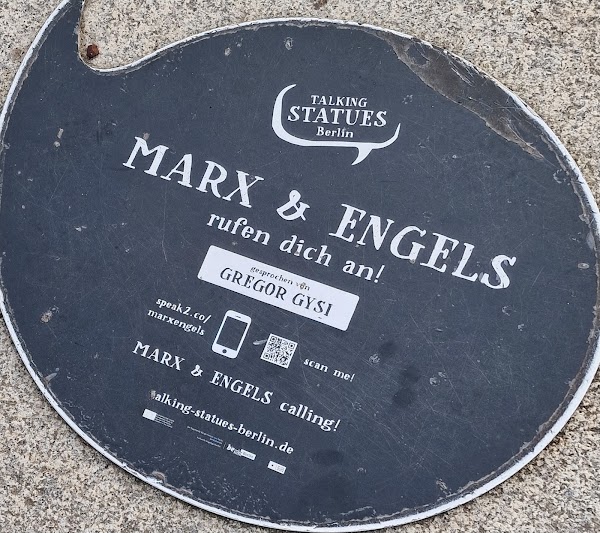 TALKING
STATUES
Berlin
MARX & ENGELS
rufen dich an!
gesprochen von
GREGOR GYSI
speak2.co/
marxengels
scan me!
MARX & ENGELS calling!
talking-statues-berlin.de